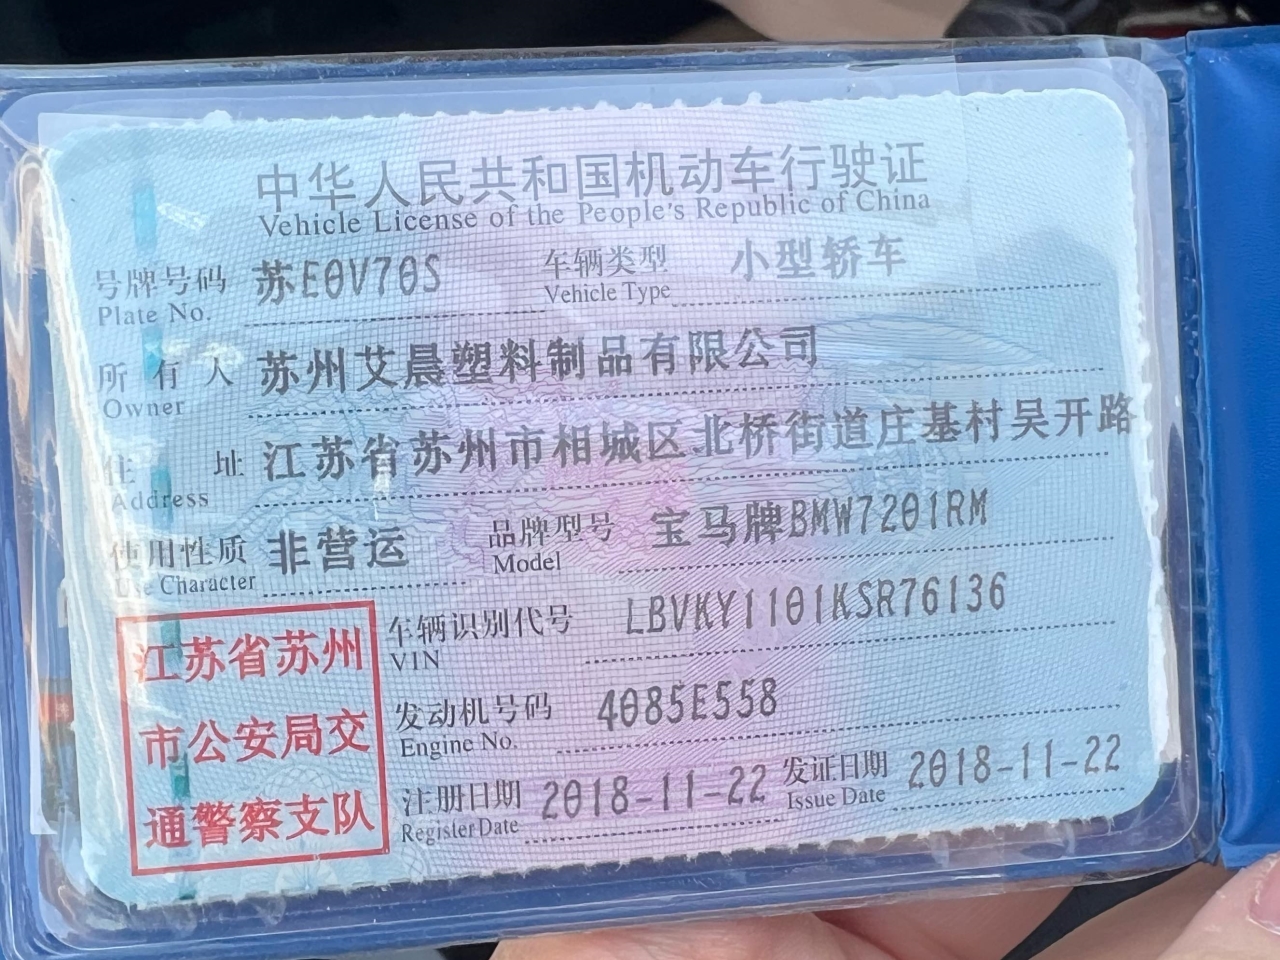 中华人民共和国机动车行驶证
Vehicle License of the People's Republic of China
号牌号码 苏E0V70S 车辆类型 小型轿车
Plate No. Vehicle Type
所有人 苏州艾晨塑料制品有限公司
Owner
住址 江苏省苏州市相城区北桥街道庄基村吴开路
Address
使用性质 非营运 品牌型号 宝马牌BMW7201RM
Use Character Model
车辆识别代号 LBVKY1101KSR76136
VIN
发动机号码 4085E558
Engine No.
注册日期 2018-11-22 发证日期 2018-11-22
Register Date Issue Date
江苏省苏州
市公安局交
通警察支队